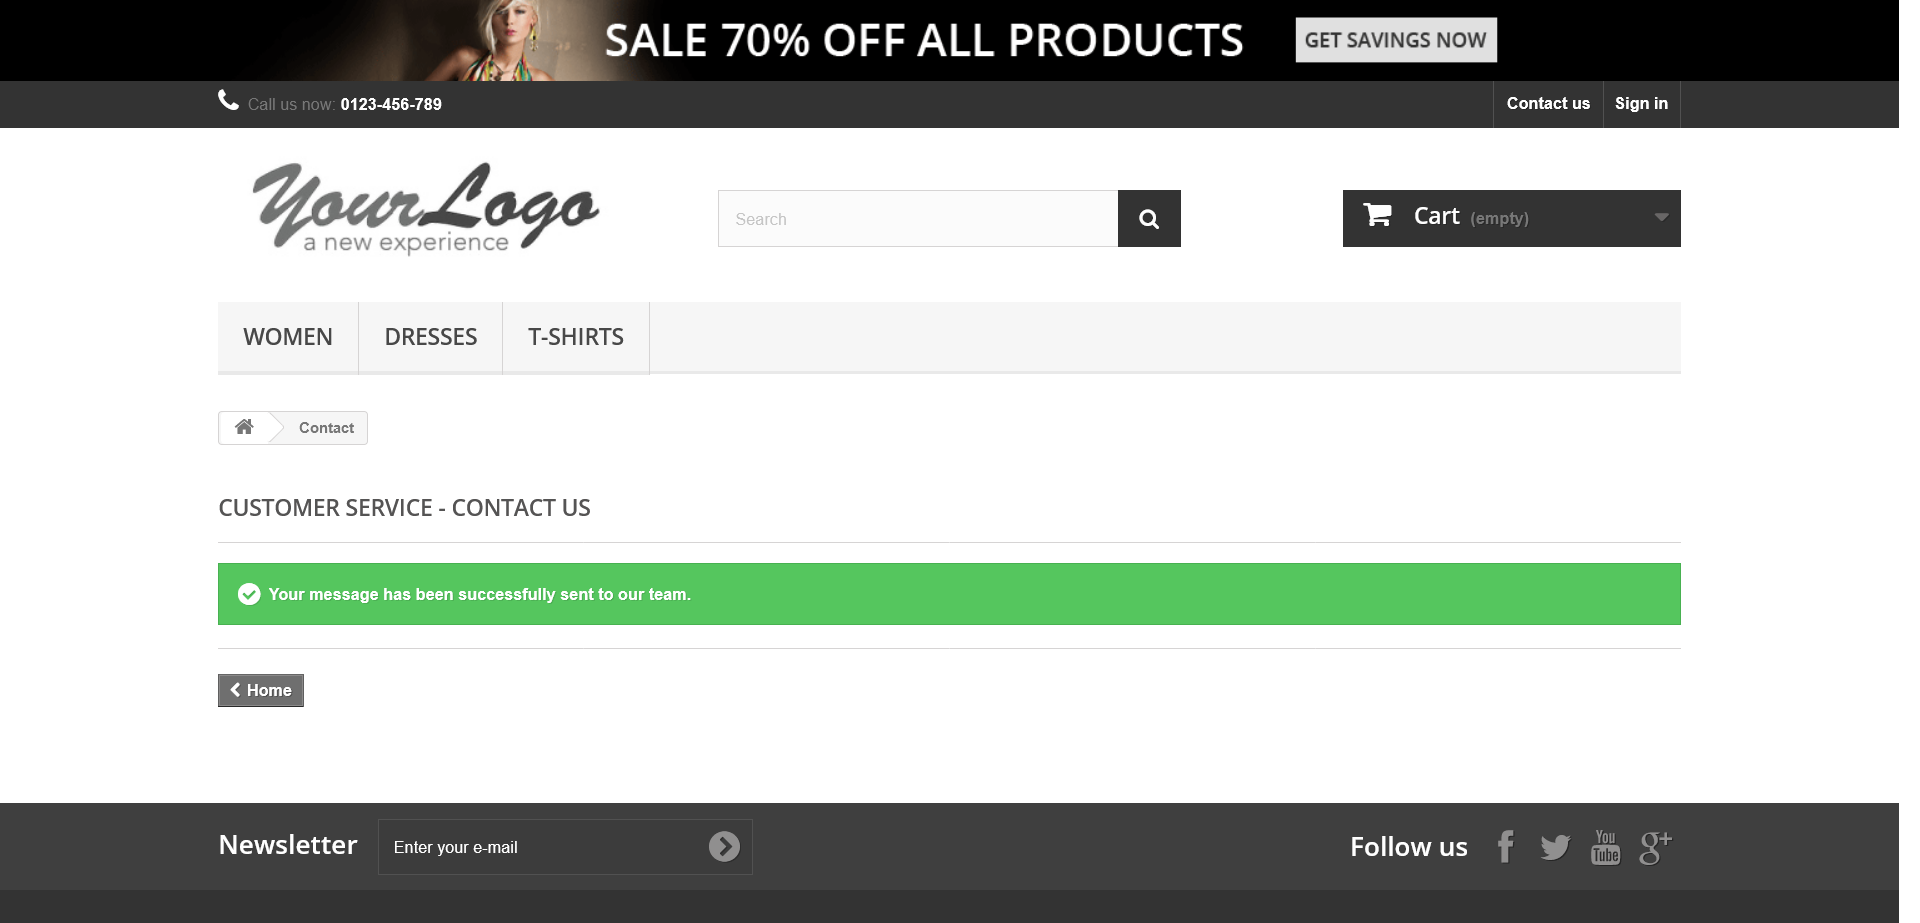 SALE 70% OFF ALL PRODUCTS
GET SAVINGS NOW
Call us now: 0123-456-789
Contact us
Sign in
Your Logo
a new experience
Search
Cart (empty)
WOMEN
DRESSES
T-SHIRTS
Contact
CUSTOMER SERVICE - CONTACT US
Your message has been successfully sent to our team.
Home
Newsletter
Enter your e-mail
Follow us
You
Tube
g+